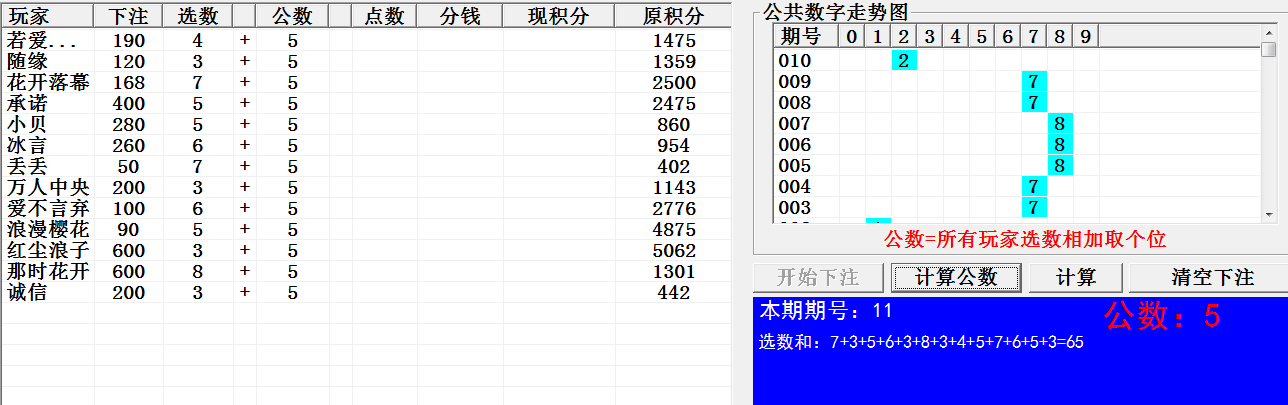 玩家 下注 选数 公数 点数 分钱 现积分 原积分
若爱... 190 4 + 5 1475
随缘 120 3 + 5 1359
花开落幕 168 7 + 5 2500
承诺 400 5 + 5 2475
小贝 280 5 + 5 860
冰言 260 6 + 5 954
丢丢 50 7 + 5 402
万人中央 200 3 + 5 1143
爱不言弃 100 6 + 5 2776
浪漫樱花 90 5 + 5 4875
红尘浪子 600 3 + 5 5062
那时花开 600 8 + 5 1301
诚信 200 3 + 5 442
公共数字走势图
期号 0 1 2 3 4 5 6 7 8 9
010 2
009 7
008 7
007 8
006 8
005 8
004 7
003 7
公数=所有玩家选数相加取个位
开始下注 计算公数 计算 清空下注
本期期号：11 公数：5
选数和：7+3+5+6+3+8+3+4+5+7+6+5+3=65